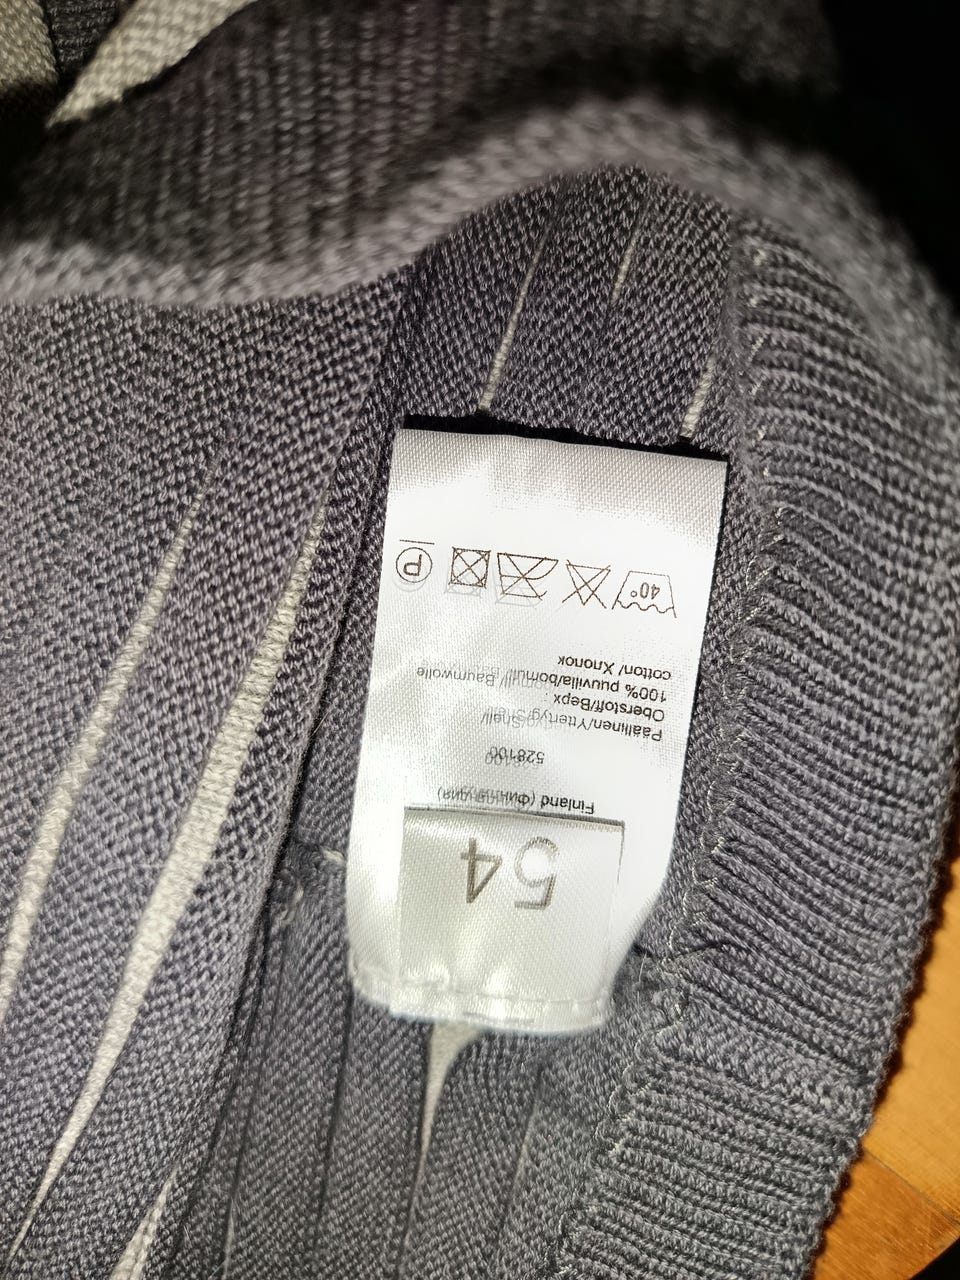 54
Finland (Финляндия)
528100
Päällinen/Yttertyg/Shell/
Oberstoff/Верх
100% puuvilla/bomull/ Baumwolle
cotton/ Хлопок
40°
P